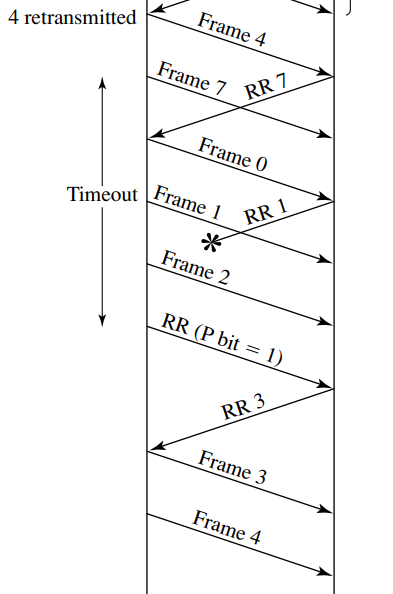 4 retransmitted
Frame 4
Frame 7
RR 7
Frame 0
Timeout
Frame 1
RR 1
*
Frame 2
RR (P bit = 1)
RR 3
Frame 3
Frame 4